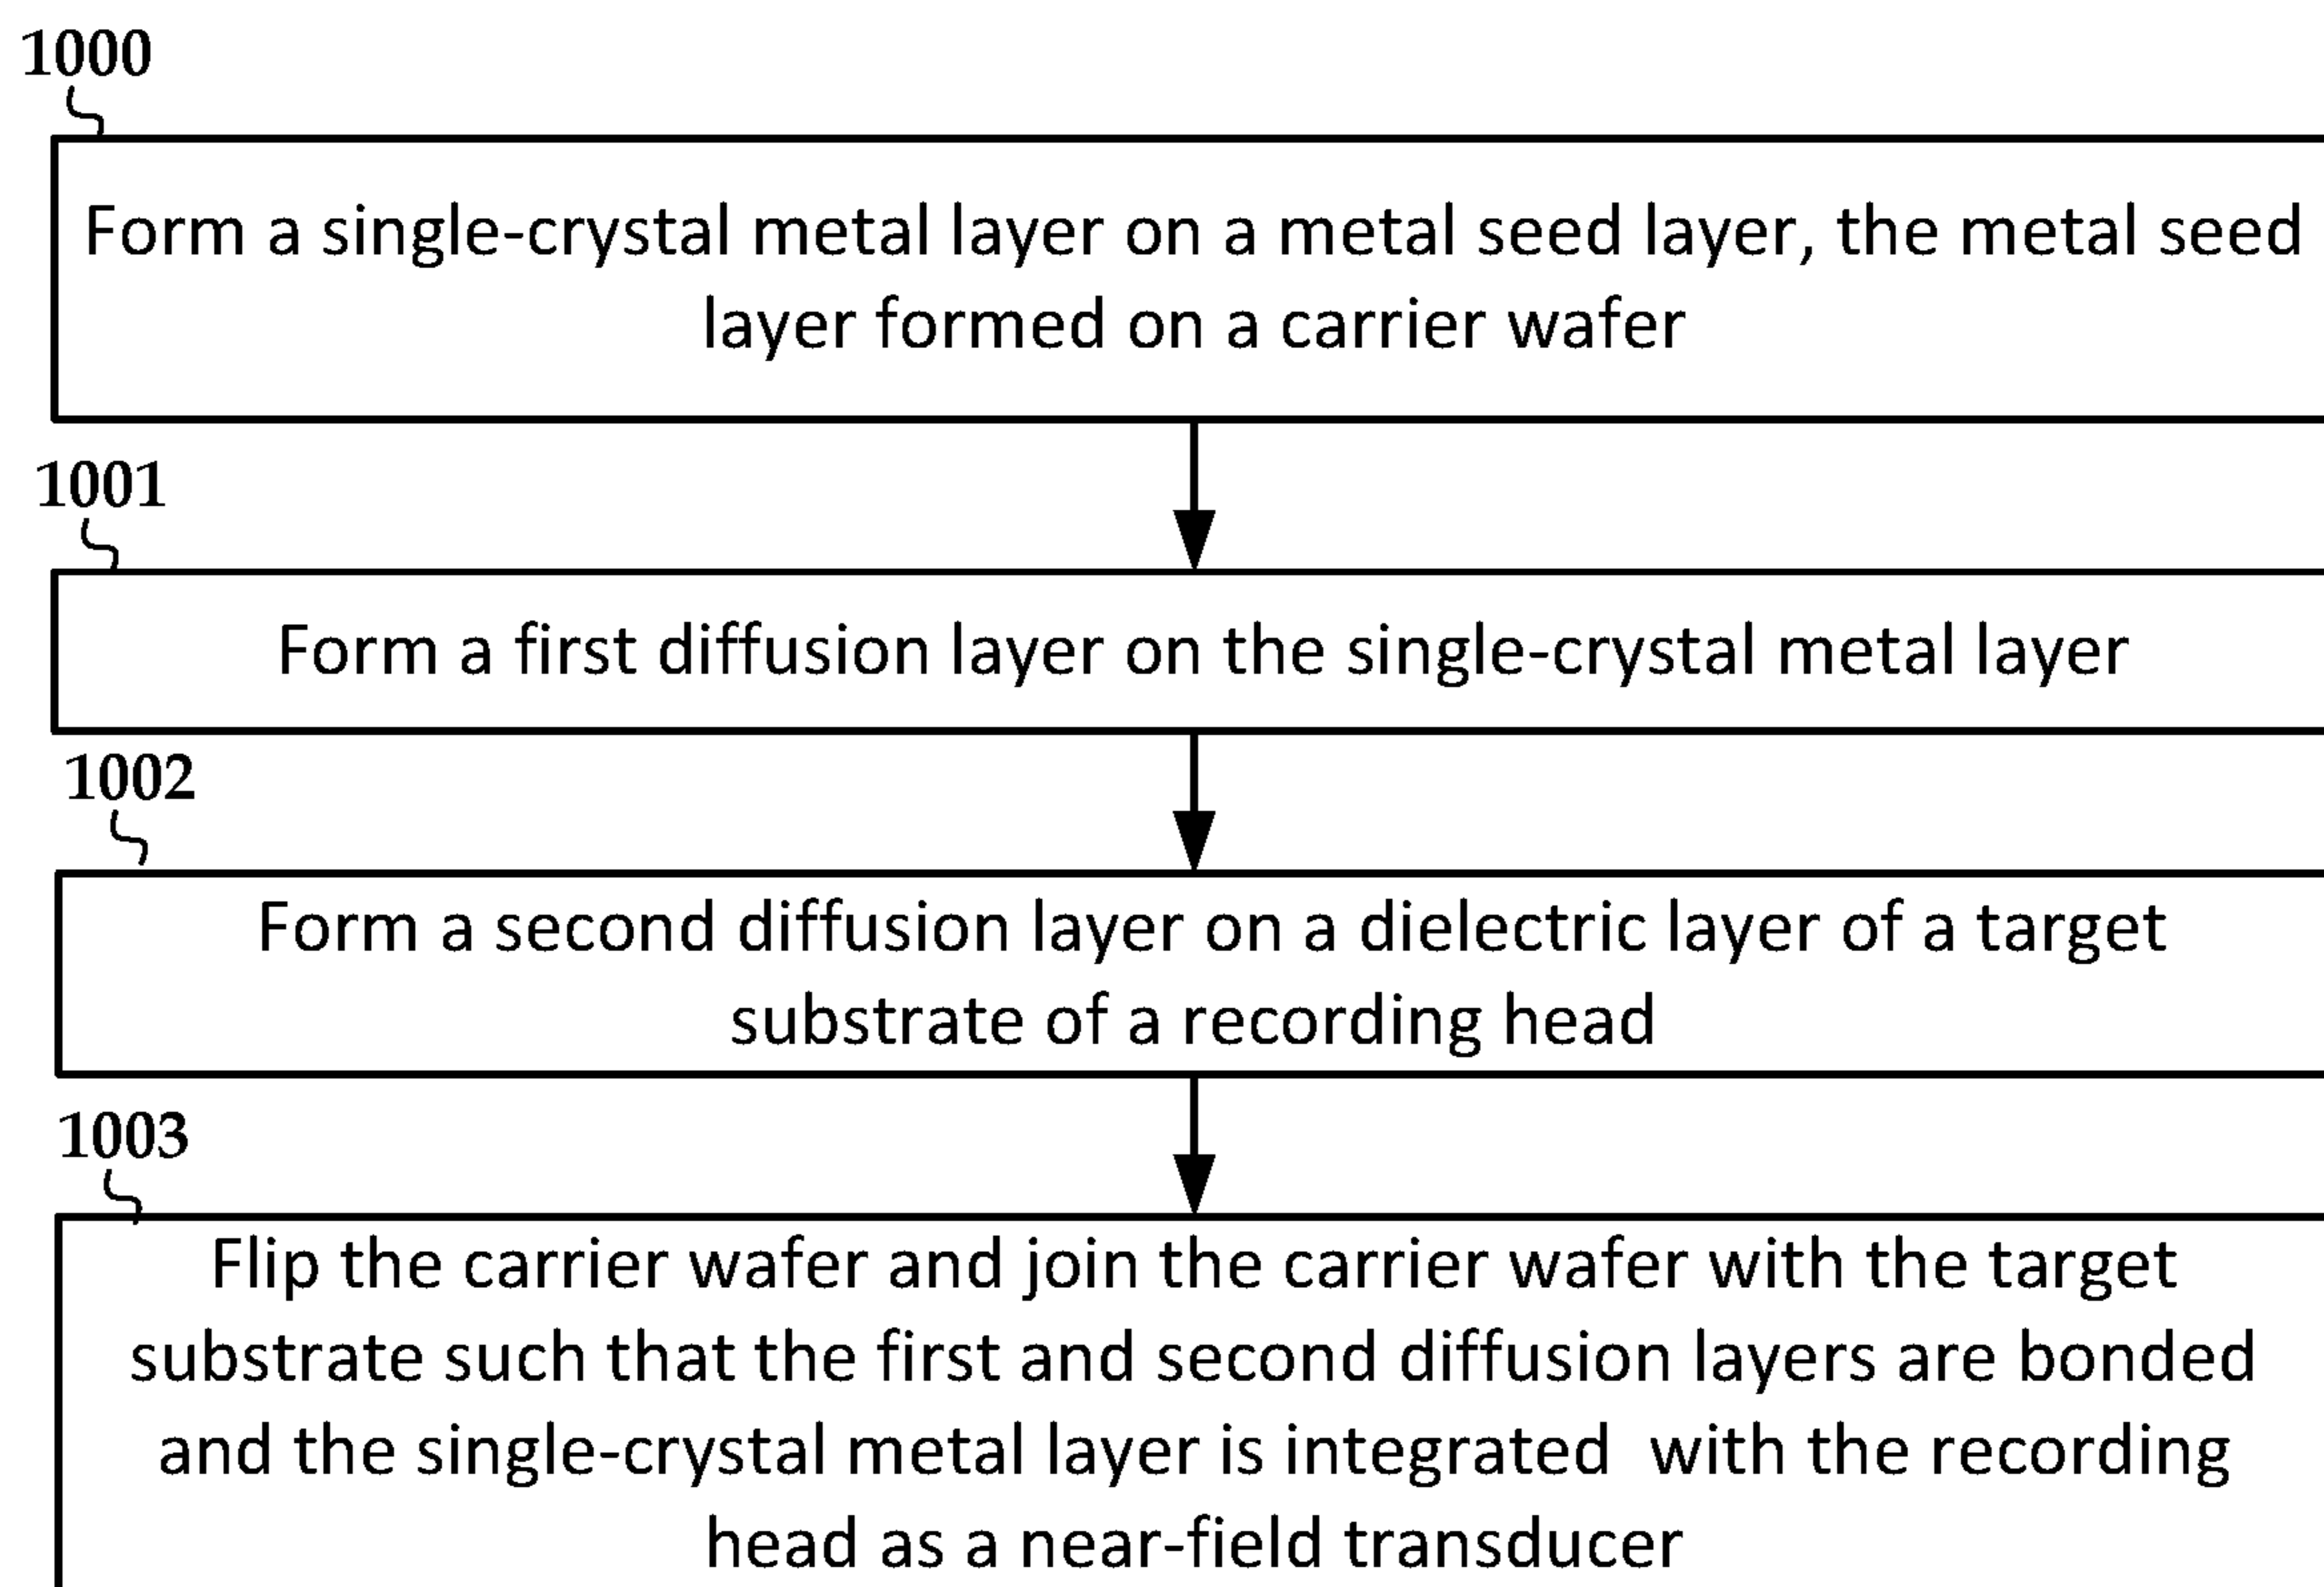 1000
Form a single-crystal metal layer on a metal seed layer, the metal seed
layer formed on a carrier wafer
1001
Form a first diffusion layer on the single-crystal metal layer
1002
Form a second diffusion layer on a dielectric layer of a target
substrate of a recording head
1003
Flip the carrier wafer and join the carrier wafer with the target
substrate such that the first and second diffusion layers are bonded
and the single-crystal metal layer is integrated with the recording
head as a near-field transducer